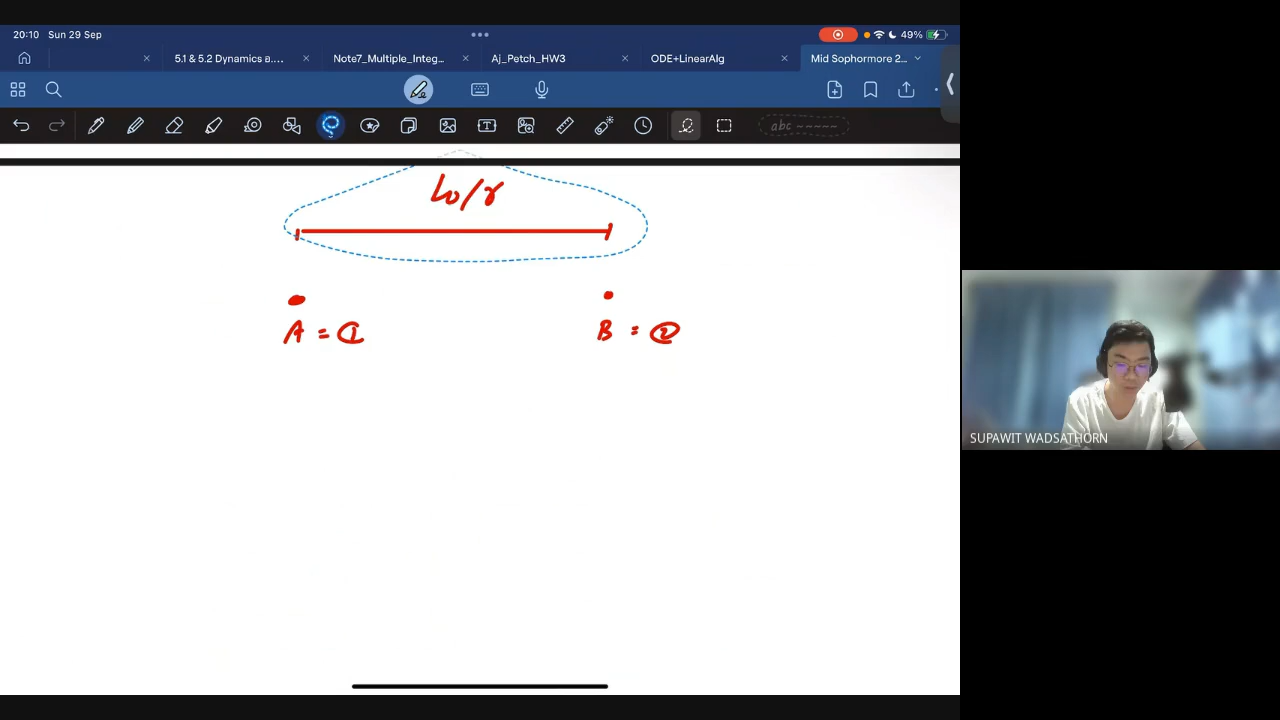 20:10 Sun 29 Sep
49%
5.1 & 5.2 Dynamics a....
Note7_Multiple_Integ...
Aj_Petch_HW3
ODE+LinearAlg
Mid Sophormore 2...
abc
L₀/γ
A = ①
B = ②
SUPAWIT WADSATHORN